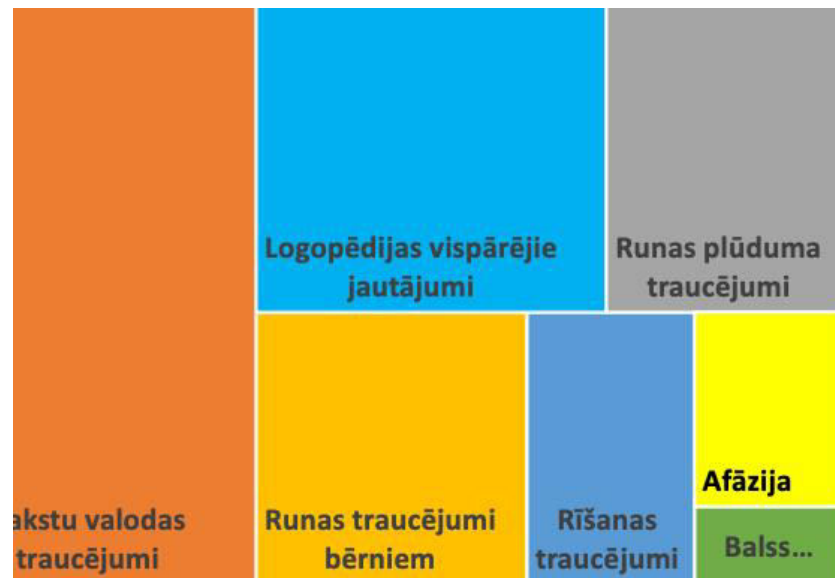 Logopēdijas vispārējie
jautājumi
Runas plūduma
traucējumi
akstu valodas
traucējumi
Runas traucējumi
bērniem
Rīšanas
traucējumi
Afāzija
Balss...